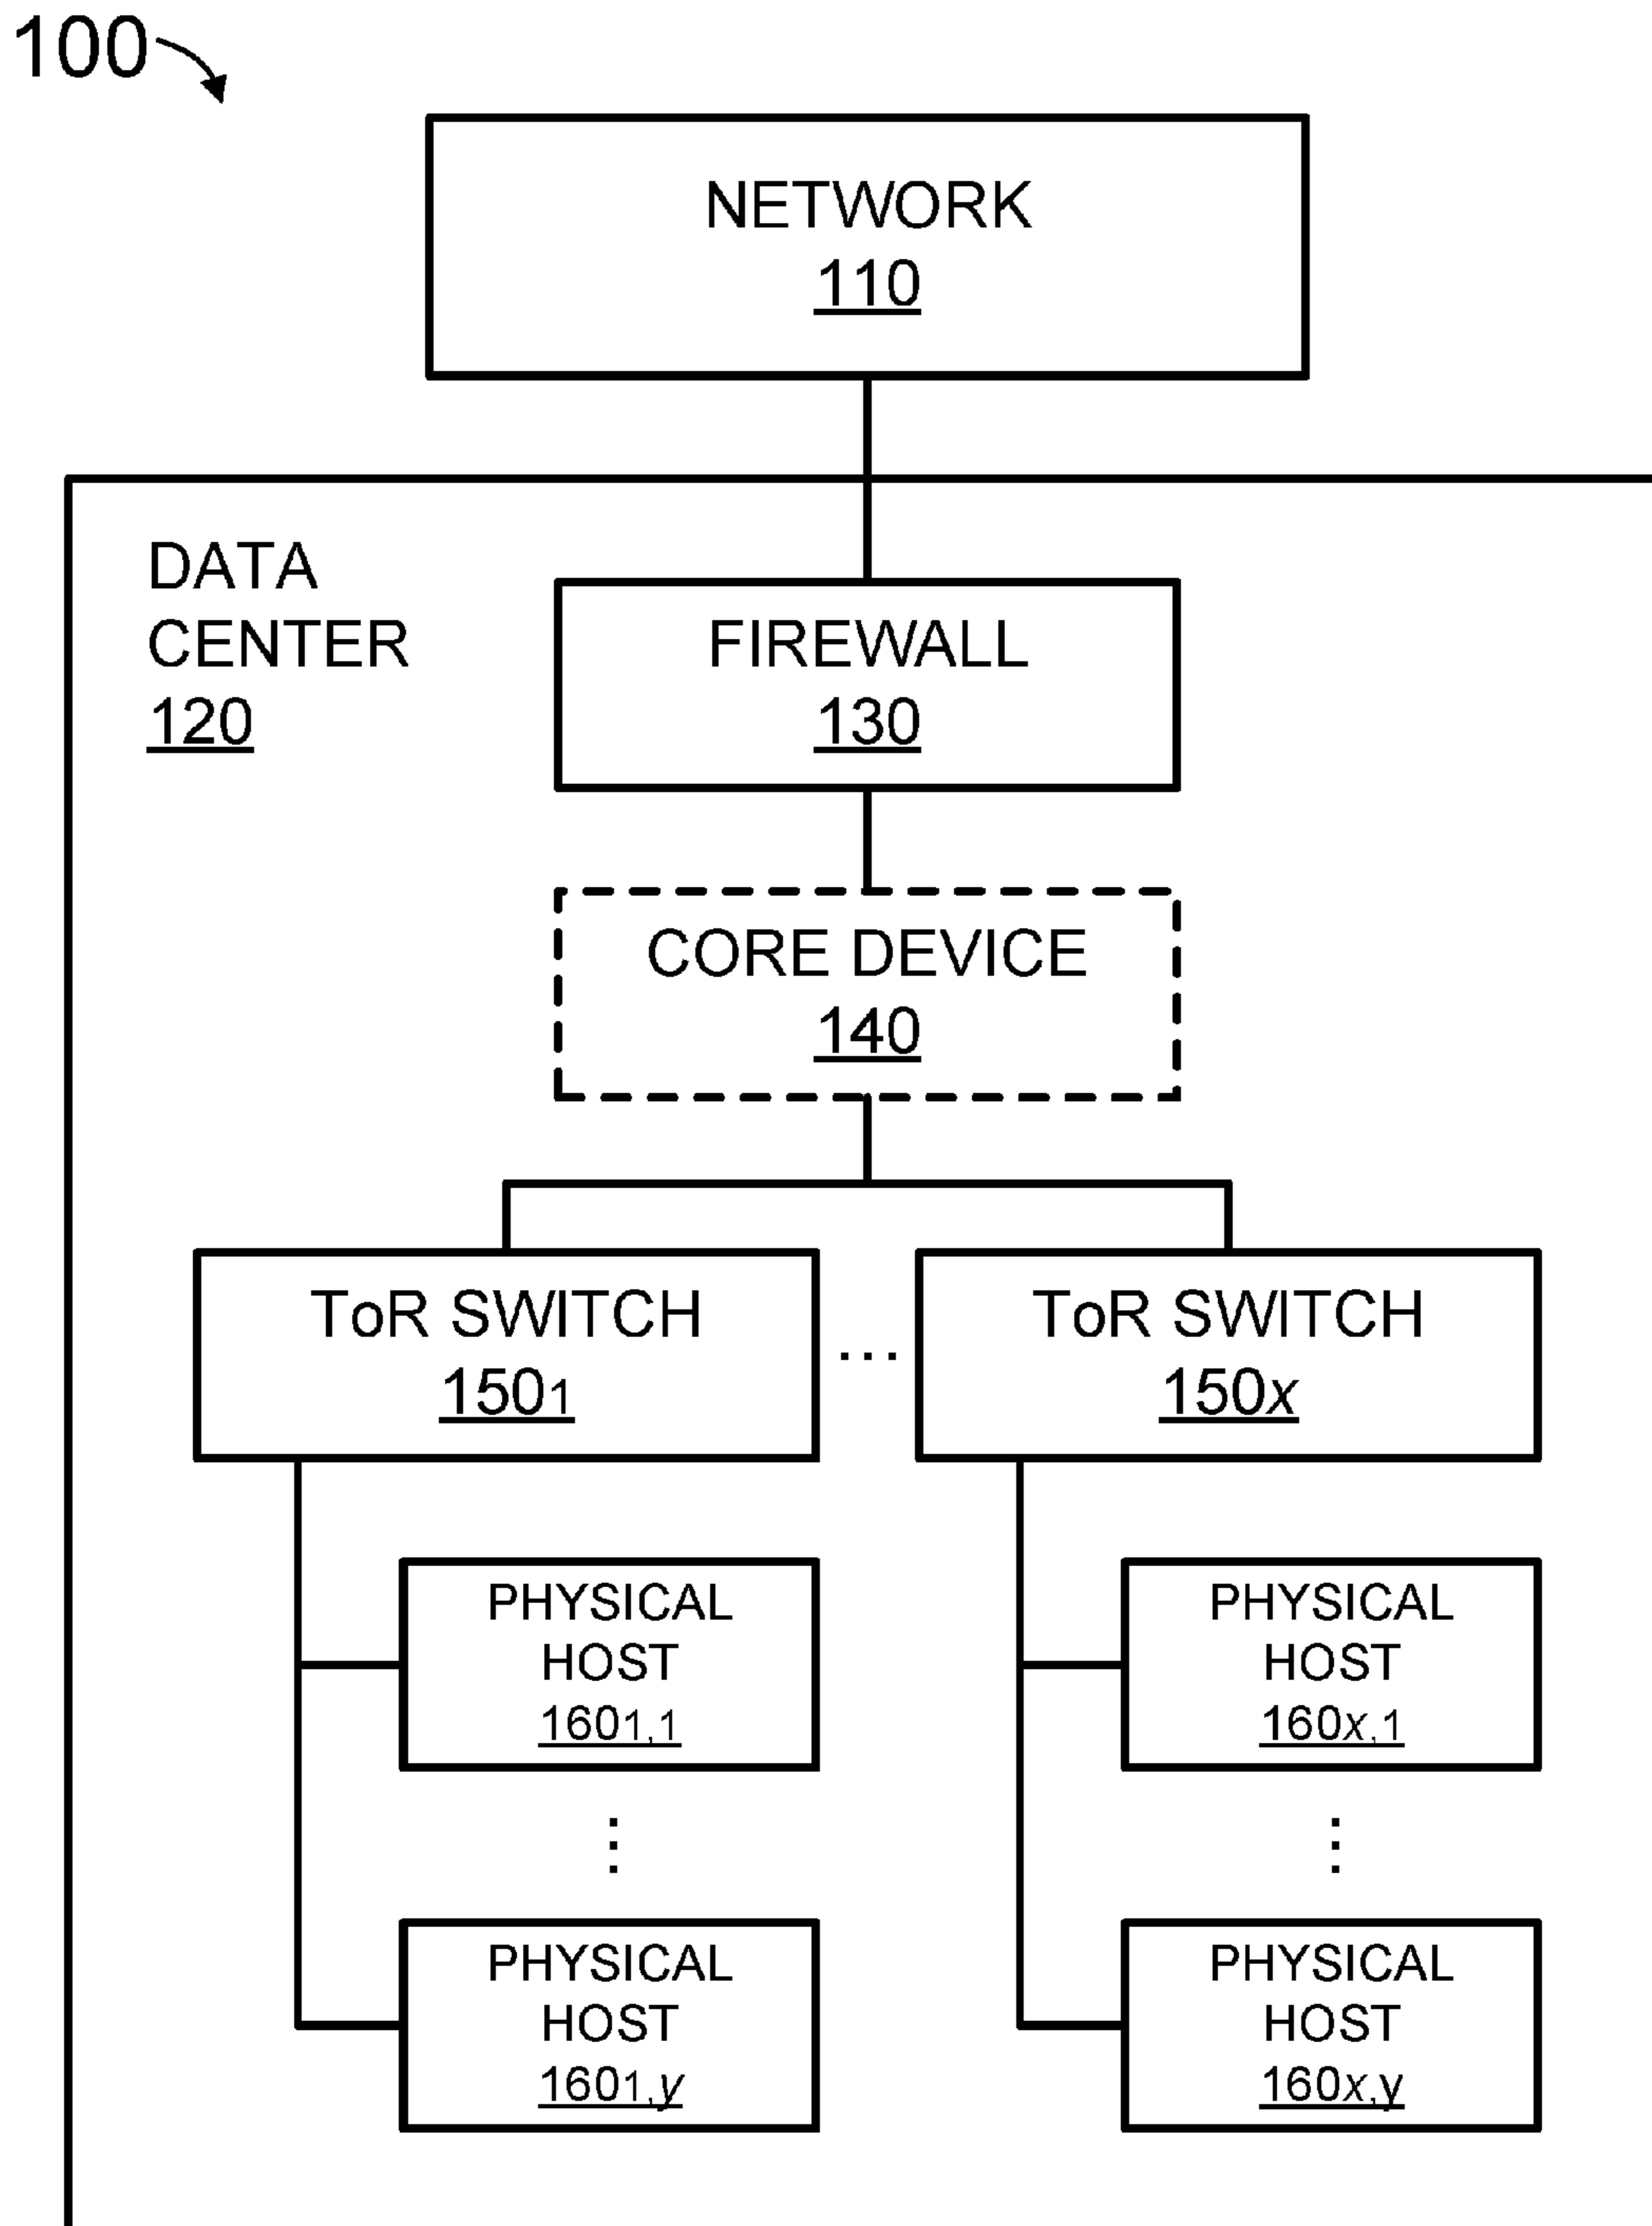 100
NETWORK
110
DATA
CENTER
120
FIREWALL
130
CORE DEVICE
140
ToR SWITCH
1501
...
ToR SWITCH
150x
PHYSICAL
HOST
1601,1
PHYSICAL
HOST
160x,1
PHYSICAL
HOST
1601,y
PHYSICAL
HOST
160x,y